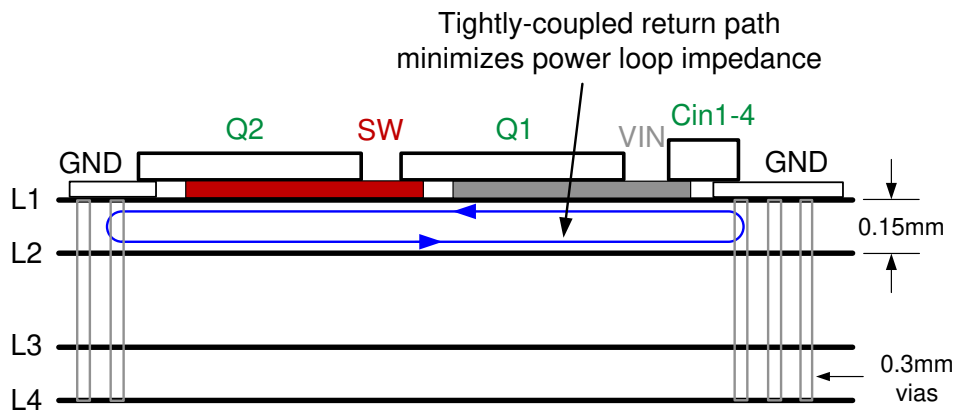 Tightly-coupled return path
minimizes power loop impedance
Q2
SW
Q1
VIN
Cin1-4
GND
GND
L1
0.15mm
L2
L3
0.3mm
vias
L4